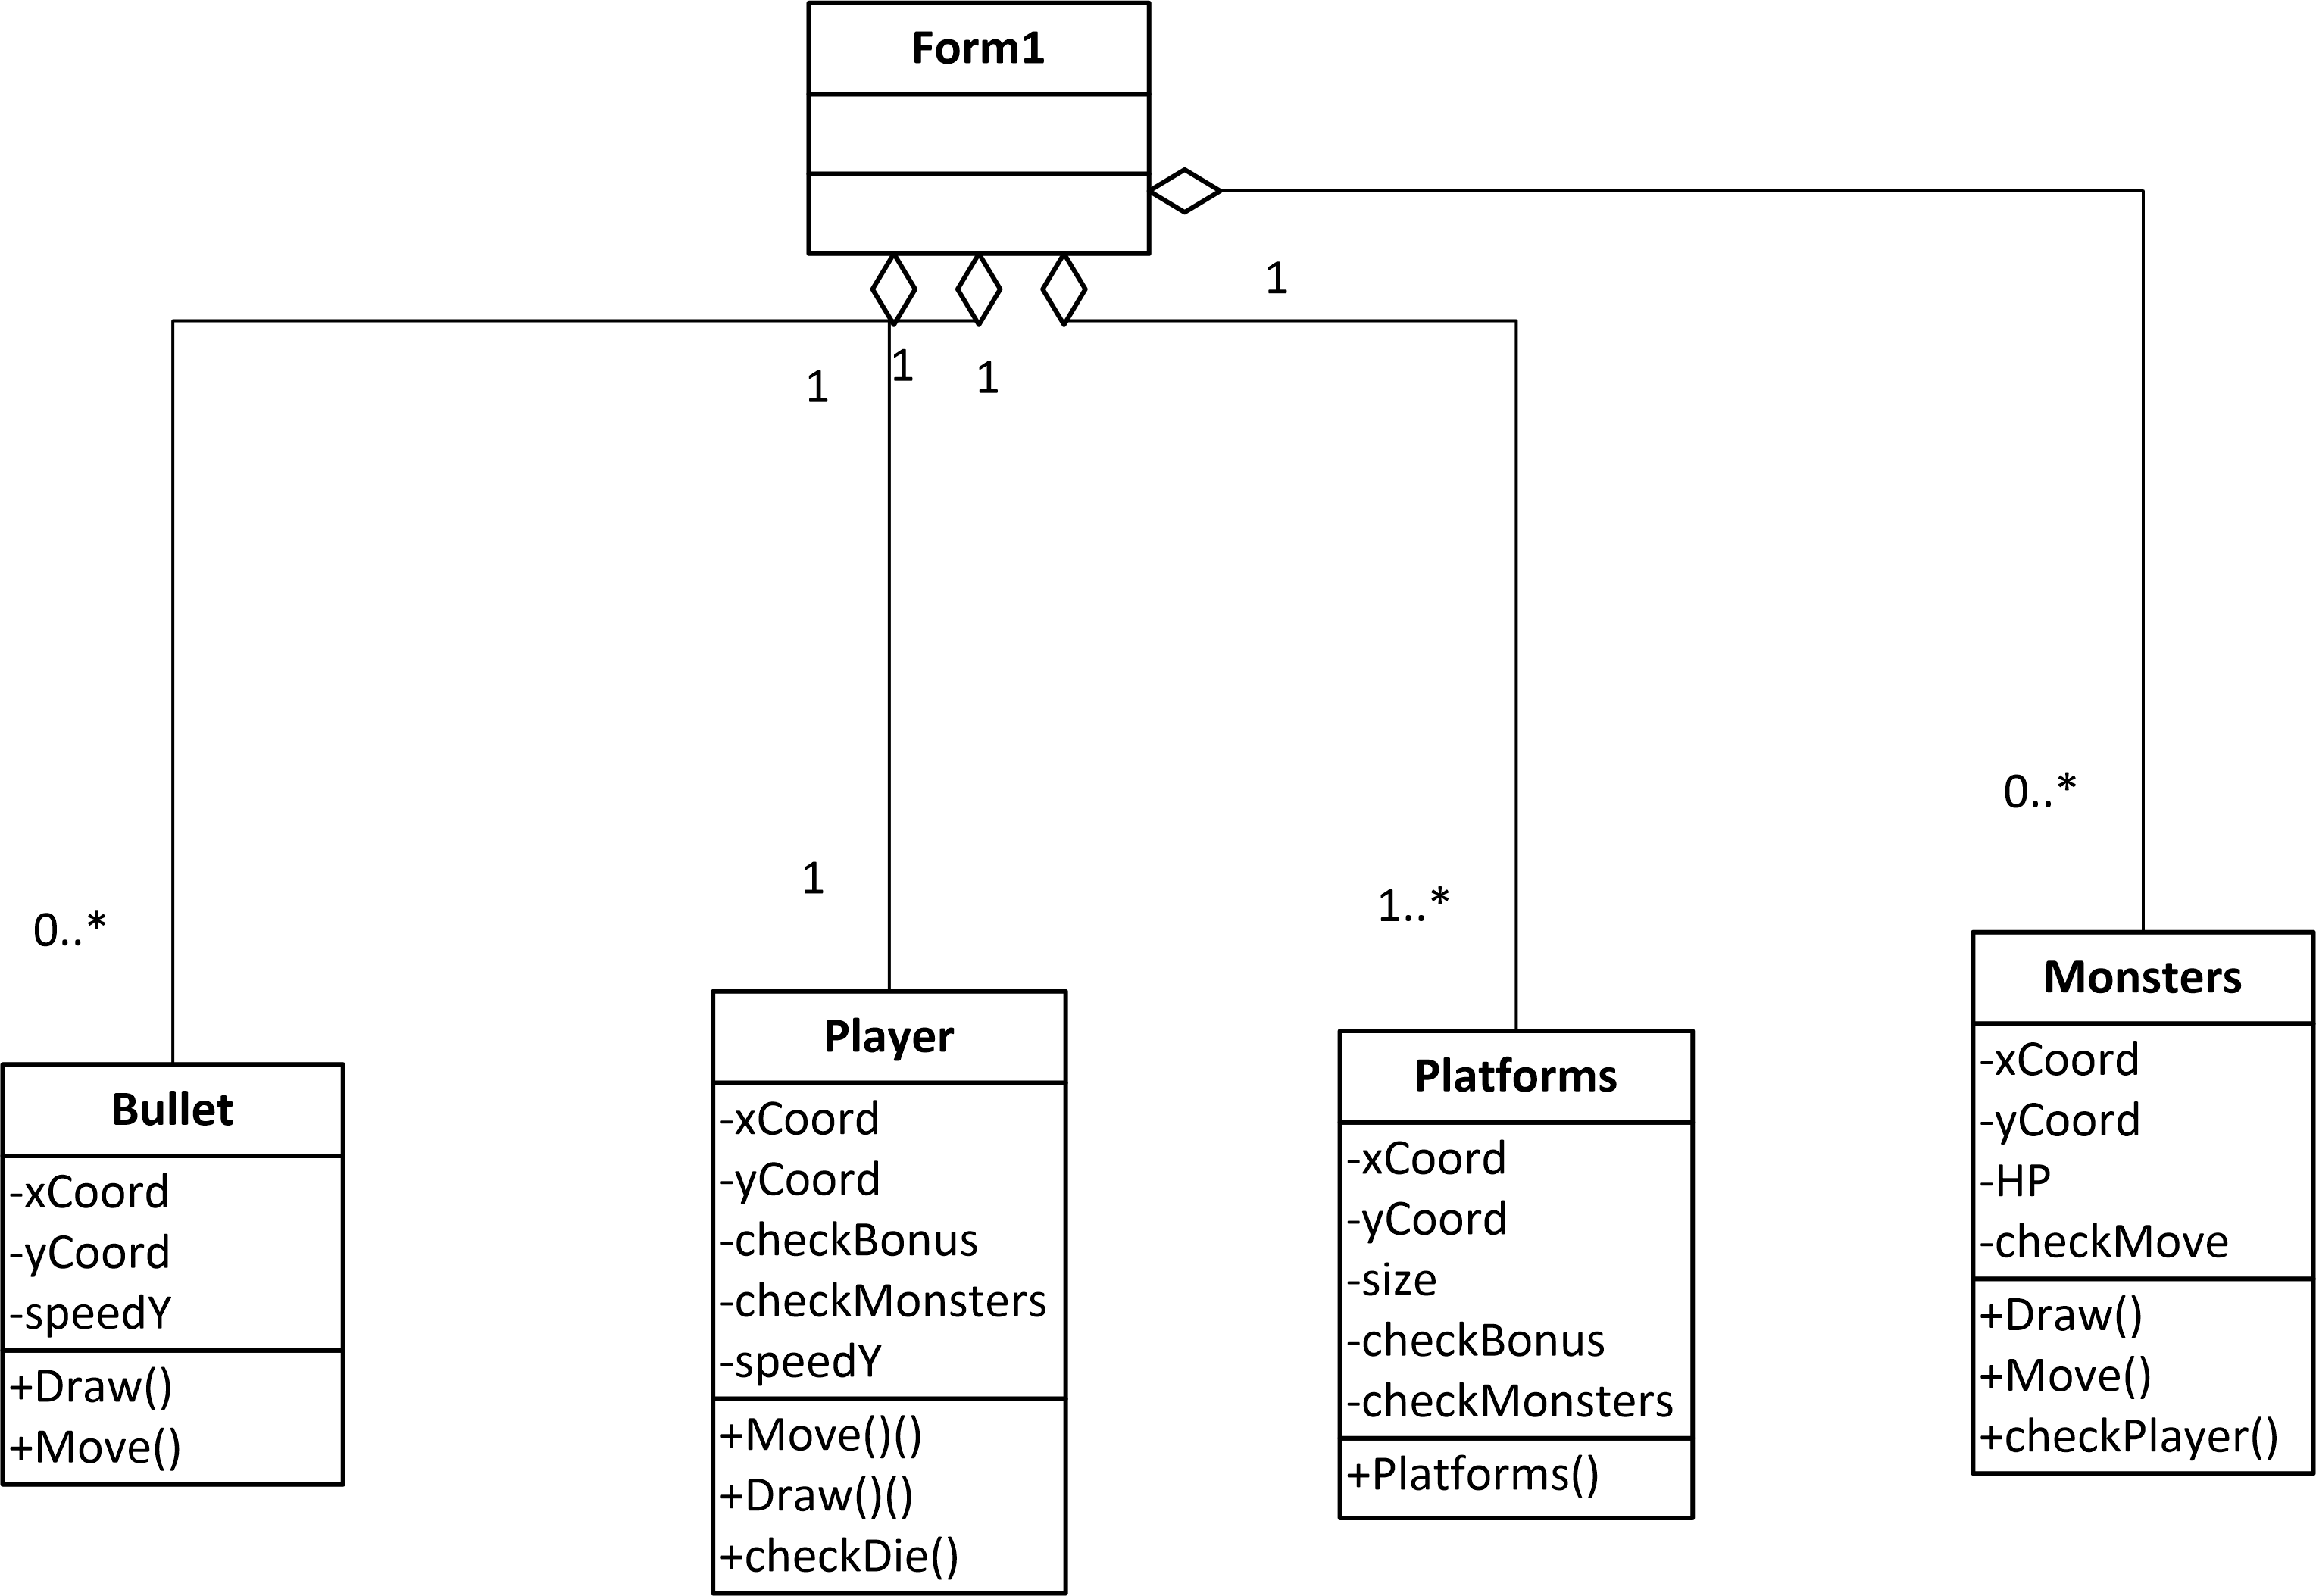 Form1
1
1
1
1
0..*
1
1..*
0..*
Bullet
-xCoord
-yCoord
-speedY
+Draw()
+Move()
Player
-xCoord
-yCoord
-checkBonus
-checkMonsters
-speedY
+Move()()
+Draw()()
+checkDie()
Platforms
-xCoord
-yCoord
-size
-checkBonus
-checkMonsters
+Platforms()
Monsters
-xCoord
-yCoord
-HP
-checkMove
+Draw()
+Move()
+checkPlayer()